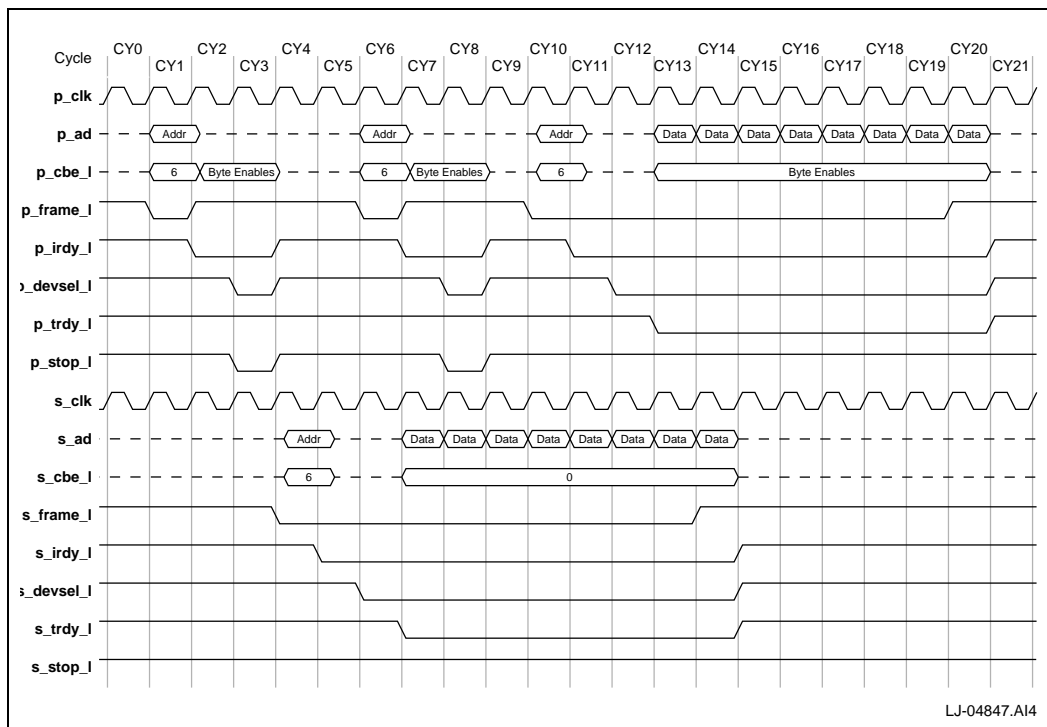 CY0 CY2 CY4 CY6 CY8 CY10 CY12 CY14 CY16 CY18 CY20
Cycle
CY1 CY3 CY5 CY7 CY9 CY11 CY13 CY15 CY17 CY19 CY21
p_clk
p_ad Addr Addr Addr Data Data Data Data Data Data Data Data
p_cbe_l 6 Byte Enables 6 Byte Enables 6 Byte Enables
p_frame_l
p_irdy_l
p_devsel_l
p_trdy_l
p_stop_l
s_clk
s_ad Addr Data Data Data Data Data Data Data Data
s_cbe_l 6 0
s_frame_l
s_irdy_l
s_devsel_l
s_trdy_l
s_stop_l
LJ-04847.AI4